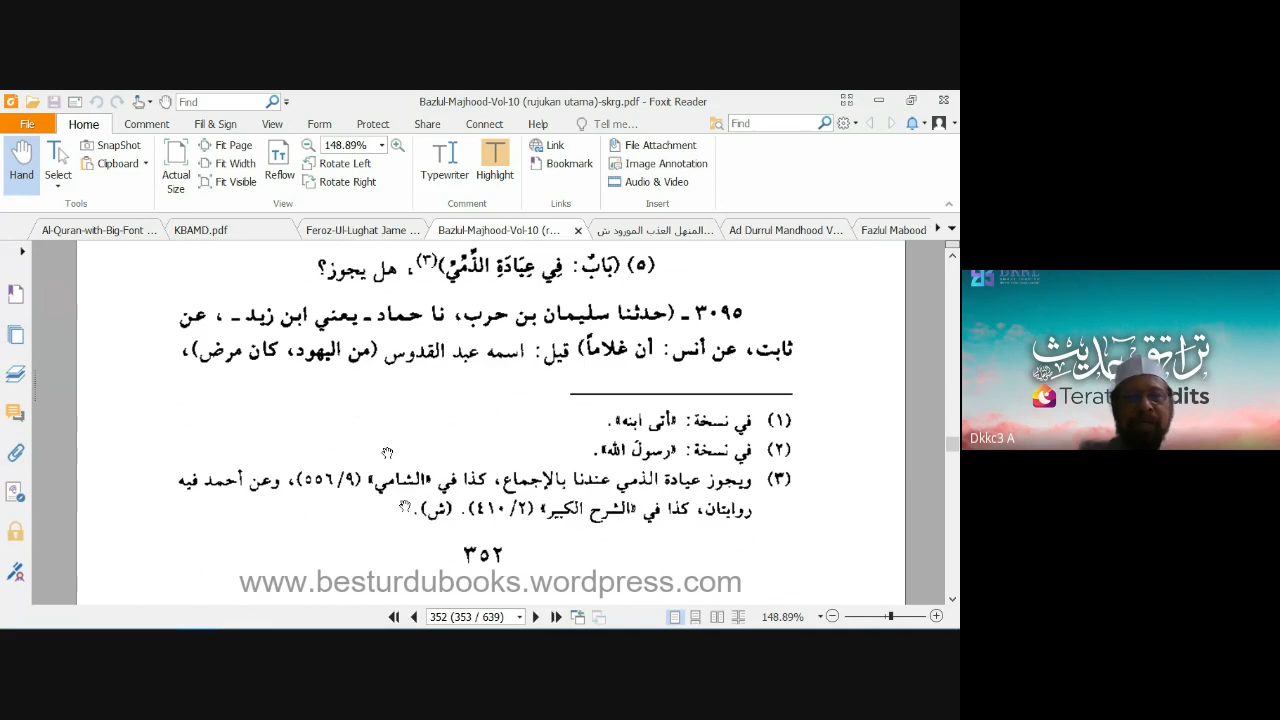 Find
Bazlul-Majhood-Vol-10 (rujukan utama)-skrg.pdf - Foxit Reader
File Home Comment Fill & Sign View Form Protect Share Connect Help Tell me... Find
Hand
Select
SnapShot
Clipboard
Tools
Actual Size
Fit Page
Fit Width
Fit Visible
Reflow
148.89%
Rotate Left
Rotate Right
View
Typewriter
Highlight
Comment
Link
Bookmark
Links
File Attachment
Image Annotation
Audio & Video
Insert
Al-Quran-with-Big-Font ... KBAMD.pdf Feroz-Ul-Lughat Jame ... Bazlul-Majhood-Vol-10 (r... المنهل العذب المورود ش... Ad Durrul Mandhood V... Fazlul Mabood
(٥) (بَابٌ: فِي عِيَادَةِ الذِّمِّيِّ)(٣)، هل يجوز؟
٣٠٩٥ ـ (حدثنا سليمان بن حرب، نا حماد ـ يعني ابن زيد ـ ، عن
ثابت، عن أنس: أن غلاماً) قيل: اسمه عبد القدوس (من اليهود، كان مرض)،
(١) في نسخة: «أتى ابنه».
(٢) في نسخة: «رسولَ الله».
(٣) ويجوز عيادة الذمي عندنا بالإجماع، كذا في «الشامي» (٥٥٦/٩)، وعن أحمد فيه
روايتان، كذا في «الشرح الكبير» (٤١٠/٢). (ش).
٣٥٢
www.besturdubooks.wordpress.com
352 (353 / 639)
148.89%
Dkkc3 A